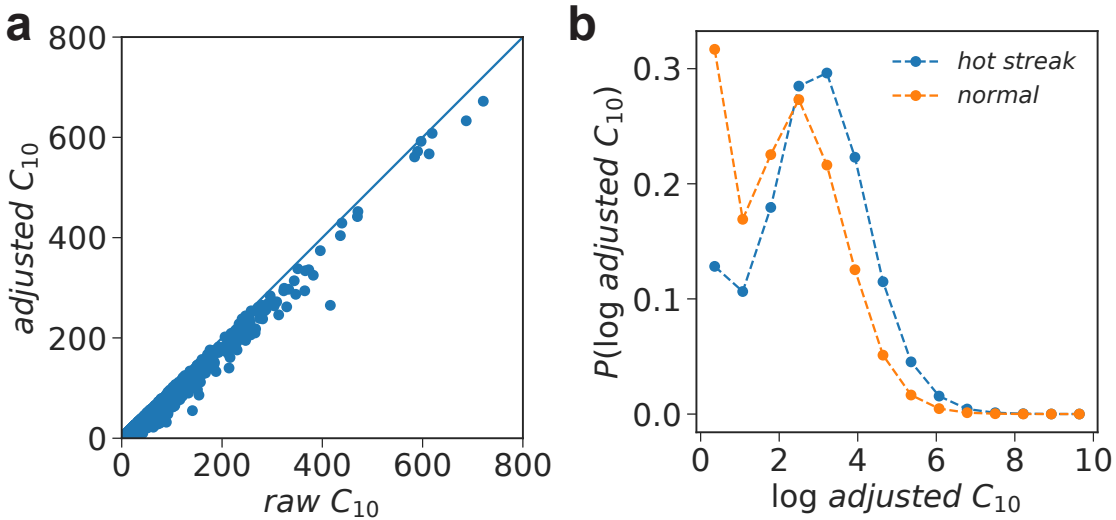 a
800
600
400
200
0
adjusted C10
0 200 400 600 800
raw C10
b
0.3
0.2
0.1
0.0
P(log adjusted C10)
hot streak
normal
0 2 4 6 8 10
log adjusted C10